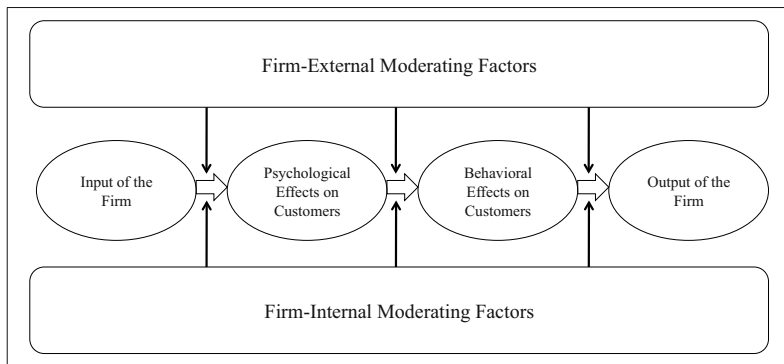 Firm-External Moderating Factors
Input of the
Firm
Psychological
Effects on
Customers
Behavioral
Effects on
Customers
Output of the
Firm
Firm-Internal Moderating Factors